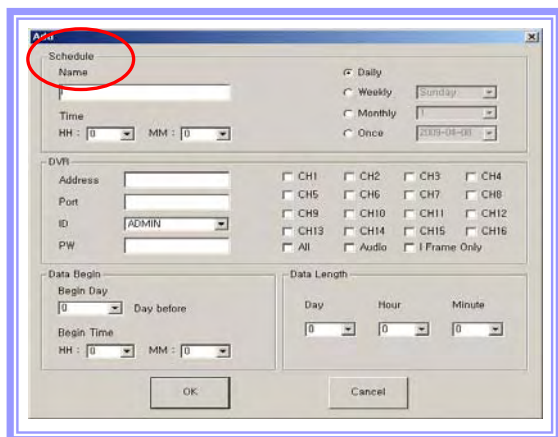 Add
Schedule
Name
Time
HH : 0 MM : 0
Daily
Weekly Sunday
Monthly 1
Once 2009-04-08
DVR
Address
Port
ID ADMIN
PW
CH1 CH2 CH3 CH4
CH5 CH6 CH7 CH8
CH9 CH10 CH11 CH12
CH13 CH14 CH15 CH16
All Audio I Frame Only
Data Begin
Begin Day
0 Day before
Begin Time
HH : 0 MM : 0
Data Length
Day Hour Minute
0 0 0
OK Cancel